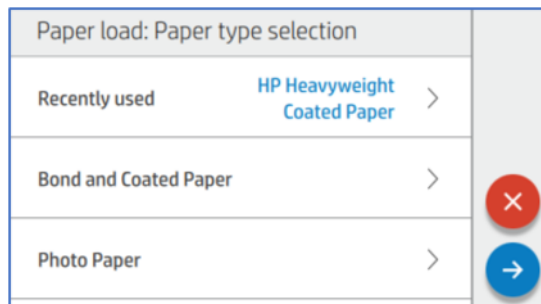 Paper load: Paper type selection
Recently used
HP Heavyweight
Coated Paper
Bond and Coated Paper
Photo Paper